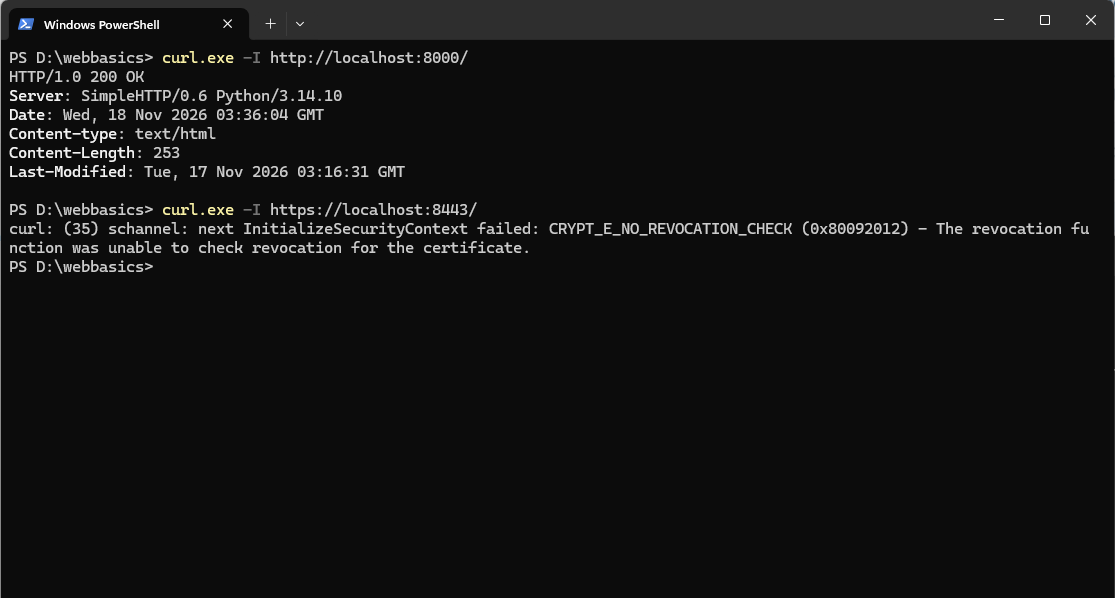 Windows PowerShell
PS D:\webbasics> curl.exe -I http://localhost:8000/
HTTP/1.0 200 OK
Server: SimpleHTTP/0.6 Python/3.14.10
Date: Wed, 18 Nov 2026 03:36:04 GMT
Content-type: text/html
Content-Length: 253
Last-Modified: Tue, 17 Nov 2026 03:16:31 GMT
PS D:\webbasics> curl.exe -I https://localhost:8443/
curl: (35) schannel: next InitializeSecurityContext failed: CRYPT_E_NO_REVOCATION_CHECK (0x80092012) - The revocation fu
nction was unable to check revocation for the certificate.
PS D:\webbasics>